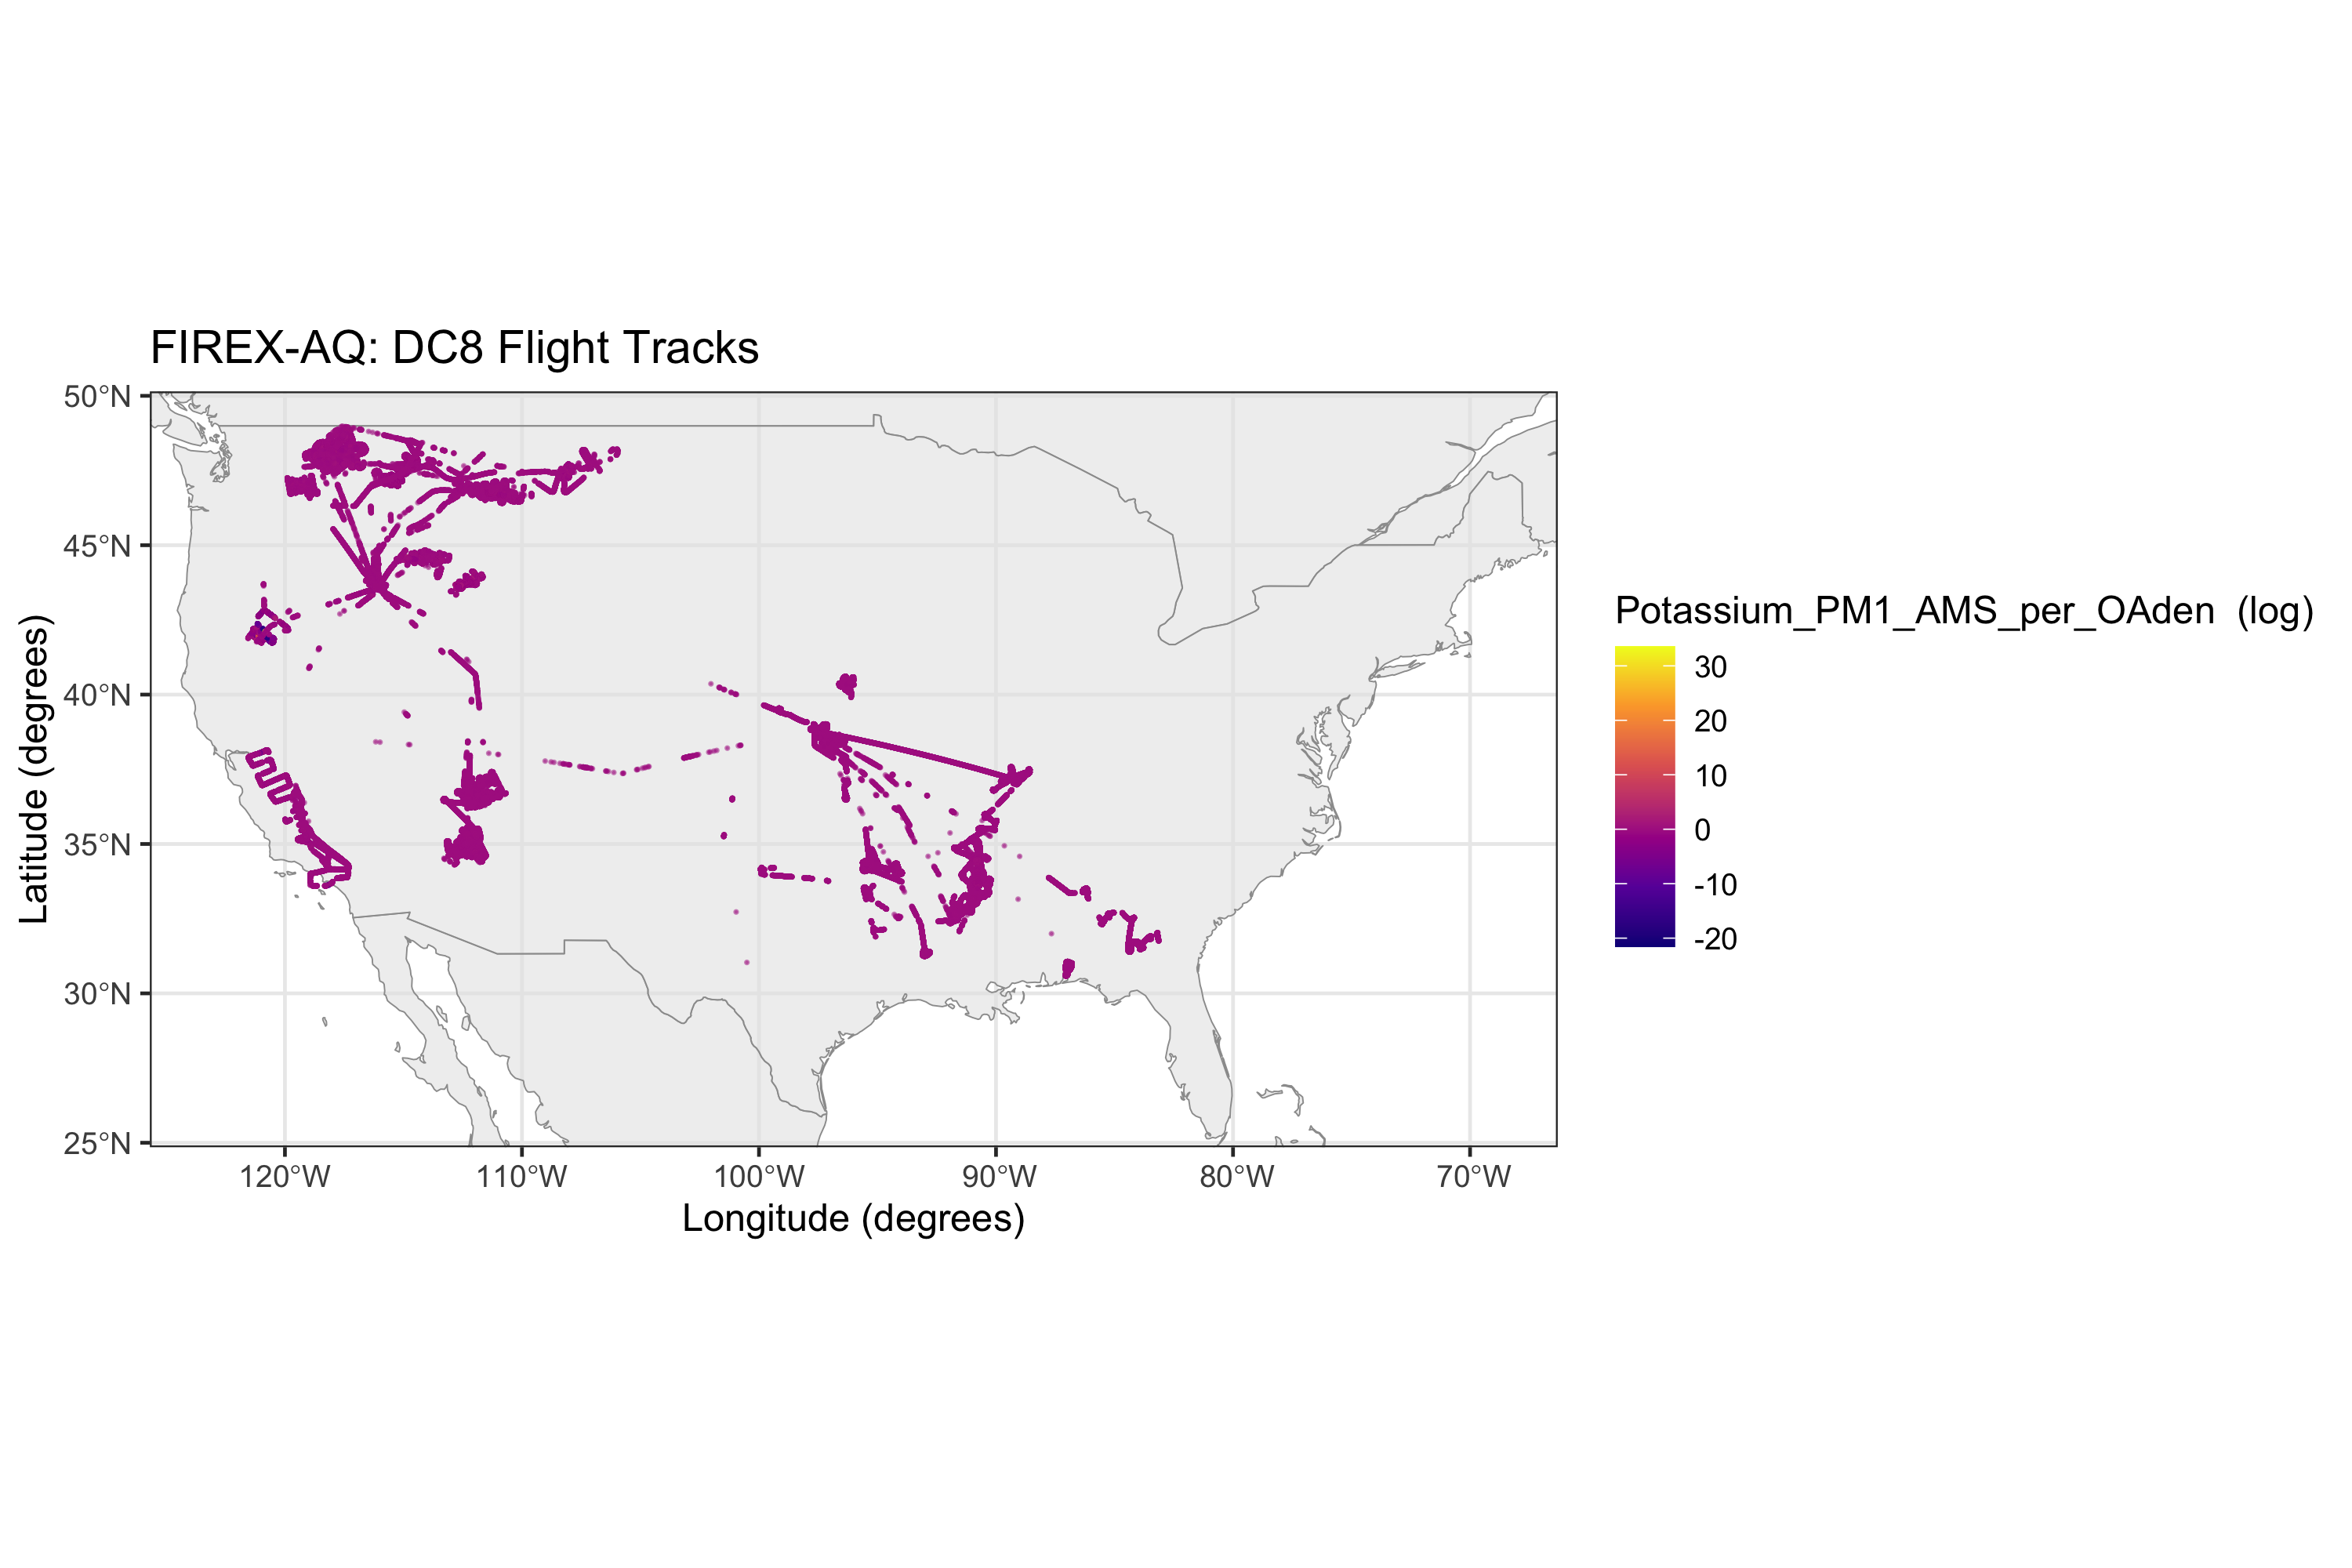 FIREX-AQ: DC8 Flight Tracks
50°N
45°N
40°N
35°N
30°N
25°N
Latitude (degrees)
120°W
110°W
100°W
90°W
80°W
70°W
Longitude (degrees)
Potassium_PM1_AMS_per_OAden (log)
30
20
10
0
-10
-20